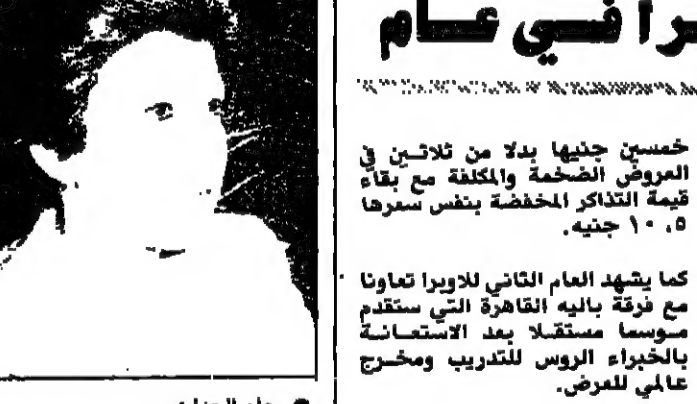 في عام
خمسين جنيها بدلا من ثلاثين في
العروض الضخمة والمكلفة مع بقاء
قيمة التذاكر المخفضة بنفس سعرها
٥، ١٠ جنيه.
كما يشهد العام الثاني للاوبرا تعاونا
مع فرقة باليه القاهرة التي ستقدم
موسما مستقلا بعد الاستعانة
بالخبراء الروس للتدريب ومخرج
عالمي للعرض.